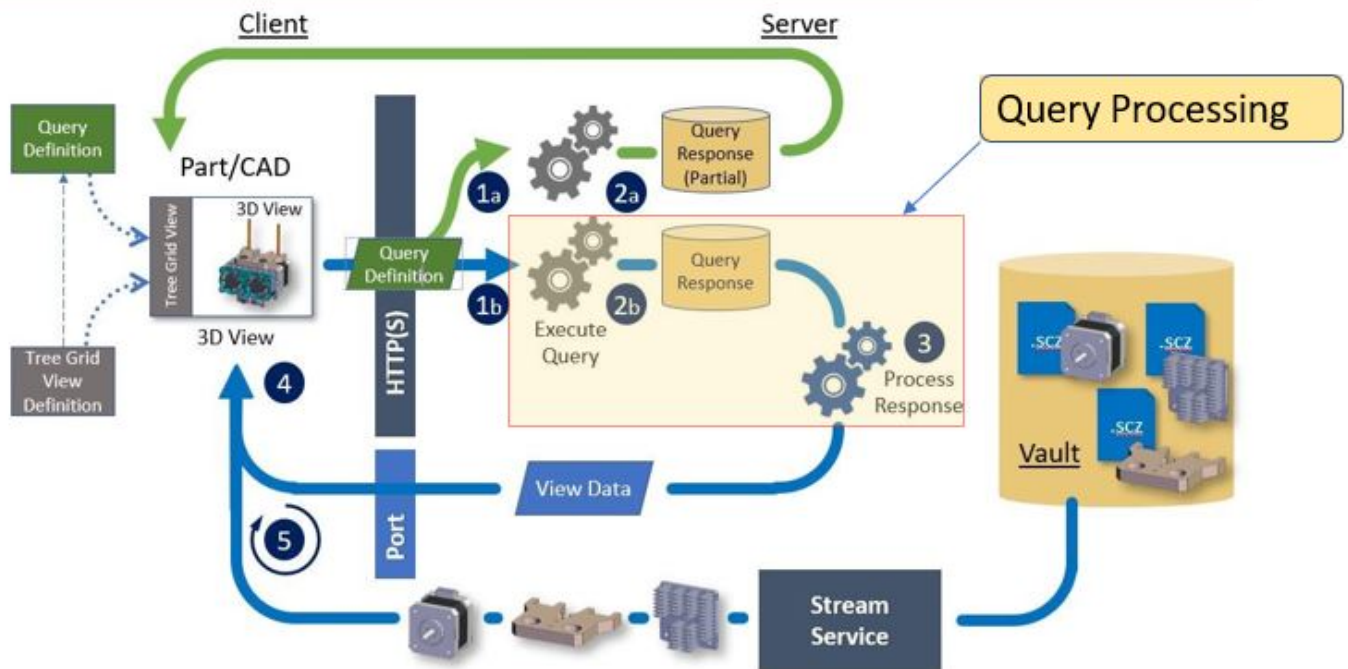 Client
Server
Query Processing
Query
Definition
Part/CAD
3D View
Tree Grid View
3D View
Tree Grid
View
Definition
HTTP(S)
Port
Query
Definition
1a
1b
2a
2b
Query
Response
(Partial)
Query
Response
Execute
Query
3
Process
Response
4
5
View Data
.SCZ
.SCZ
.SCZ
Vault
Stream
Service